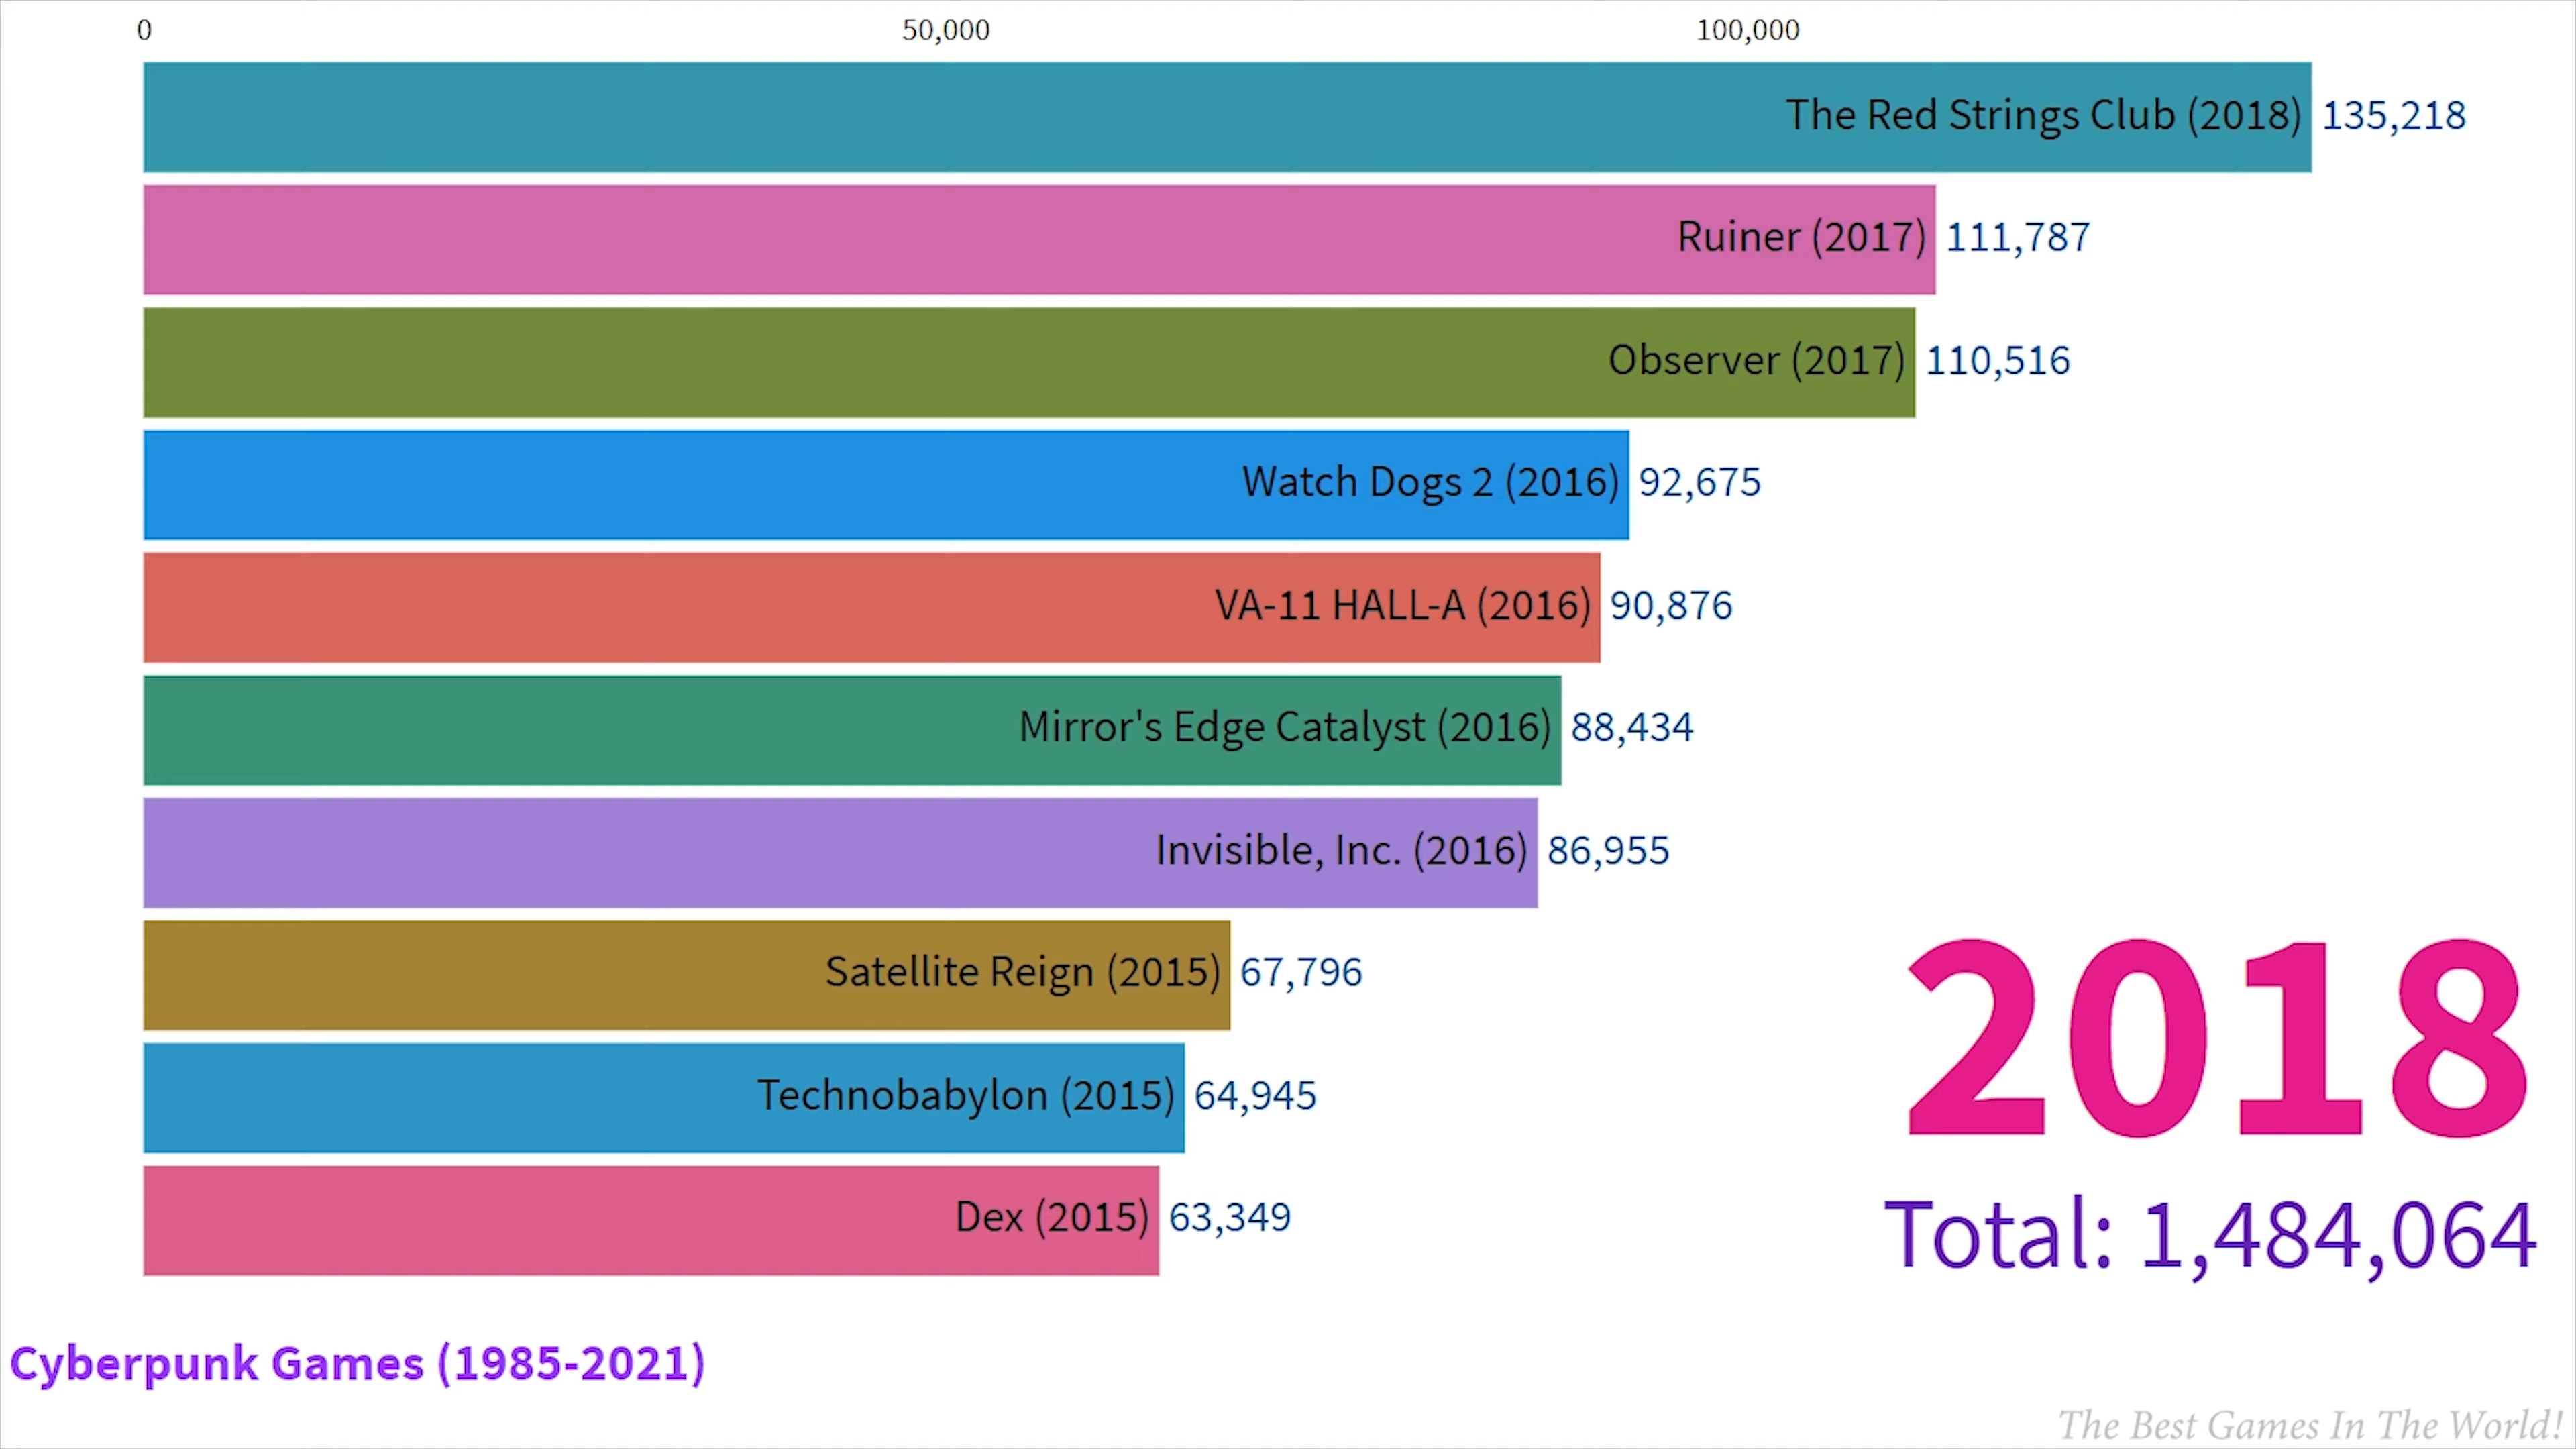 0 50,000 100,000
The Red Strings Club (2018) 135,218
Ruiner (2017) 111,787
Observer (2017) 110,516
Watch Dogs 2 (2016) 92,675
VA-11 HALL-A (2016) 90,876
Mirror's Edge Catalyst (2016) 88,434
Invisible, Inc. (2016) 86,955
Satellite Reign (2015) 67,796
Technobabylon (2015) 64,945
Dex (2015) 63,349
2018
Total: 1,484,064
Cyberpunk Games (1985-2021)
The Best Games In The World!